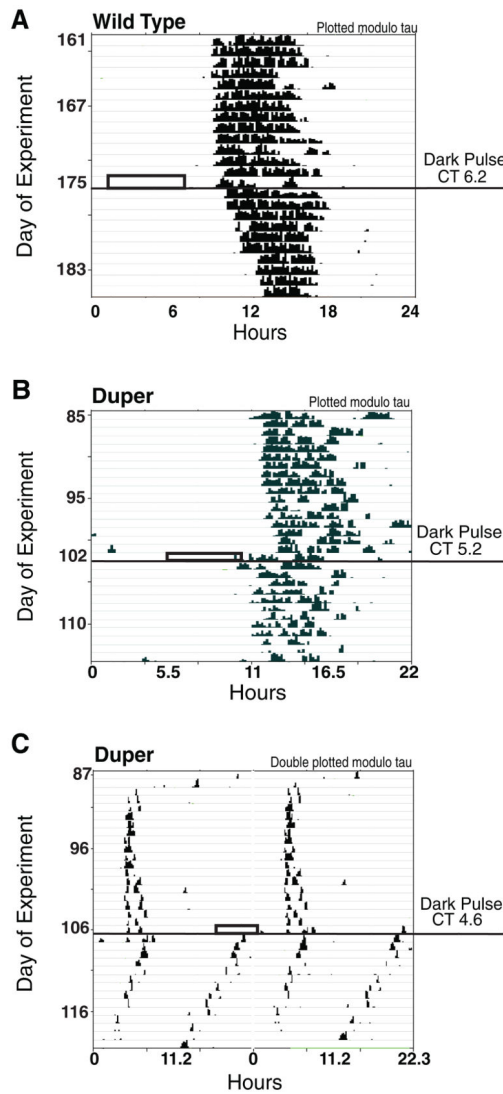 A
Wild Type
Plotted modulo tau
161
167
175
183
Day of Experiment
Dark Pulse
CT 6.2
0 6 12 18 24
Hours
B
Duper
Plotted modulo tau
85
95
102
110
Day of Experiment
Dark Pulse
CT 5.2
0 5.5 11 16.5 22
Hours
C
Duper
Double plotted modulo tau
87
96
106
116
Day of Experiment
Dark Pulse
CT 4.6
0 11.2 0 11.2 22.3
Hours